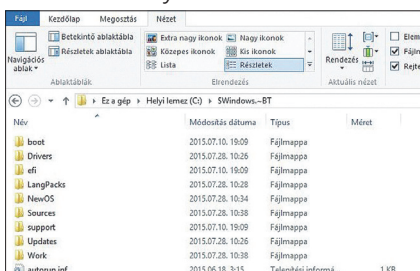 Fájl Kezdőlap Megosztás Nézet
Betekintő ablaktábla
Részletek ablaktábla
Navigációs ablak
Ablaktáblák
Extra nagy ikonok Nagy ikonok
Közepes ikonok Kis ikonok
Lista Részletek
Elrendezés
Rendezés
Aktuális nézet
Elem
Fájln
Rejte
Ez a gép Helyi lemez (C:) $Windows.~BT
Név Módosítás dátuma Típus Méret
boot 2015.07.10. 19:09 Fájlmappa
Drivers 2015.07.28. 10:26 Fájlmappa
efi 2015.07.10. 19:09 Fájlmappa
LangPacks 2015.07.28. 10:28 Fájlmappa
NewOS 2015.07.28. 10:34 Fájlmappa
Sources 2015.07.28. 10:38 Fájlmappa
support 2015.07.10. 19:09 Fájlmappa
Updates 2015.07.28. 10:26 Fájlmappa
Work 2015.07.28. 10:38 Fájlmappa
autorun.inf 2015.06.18. 3:15 Telepítési informá... 1 KB